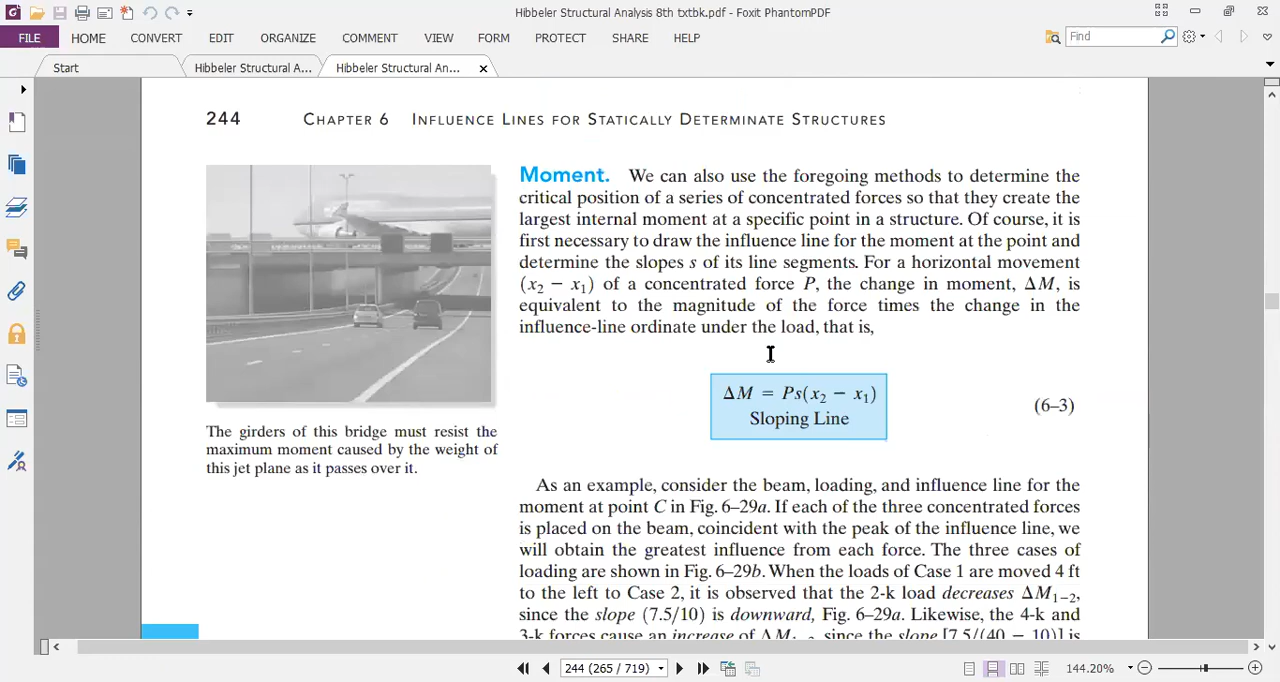 Hibbeler Structural Analysis 8th txtbk.pdf - Foxit PhantomPDF
FILE HOME CONVERT EDIT ORGANIZE COMMENT VIEW FORM PROTECT SHARE HELP Find
Start Hibbeler Structural A... Hibbeler Structural An...
244 CHAPTER 6 INFLUENCE LINES FOR STATICALLY DETERMINATE STRUCTURES
Moment. We can also use the foregoing methods to determine the
critical position of a series of concentrated forces so that they create the
largest internal moment at a specific point in a structure. Of course, it is
first necessary to draw the influence line for the moment at the point and
determine the slopes s of its line segments. For a horizontal movement
(x₂ − x₁) of a concentrated force P, the change in moment, ΔM, is
equivalent to the magnitude of the force times the change in the
influence-line ordinate under the load, that is,
ΔM = Ps(x₂ − x₁)
Sloping Line
(6–3)
The girders of this bridge must resist the
maximum moment caused by the weight of
this jet plane as it passes over it.
As an example, consider the beam, loading, and influence line for the
moment at point C in Fig. 6–29a. If each of the three concentrated forces
is placed on the beam, coincident with the peak of the influence line, we
will obtain the greatest influence from each force. The three cases of
loading are shown in Fig. 6–29b. When the loads of Case 1 are moved 4 ft
to the left to Case 2, it is observed that the 2-k load decreases ΔM₁₋₂,
since the slope (7.5/10) is downward, Fig. 6–29a. Likewise, the 4-k and
3-k forces cause an increase of ΔM₁₋₂, since the slope [7.5/(40 − 10)] is
244 (265 / 719) 144.20%